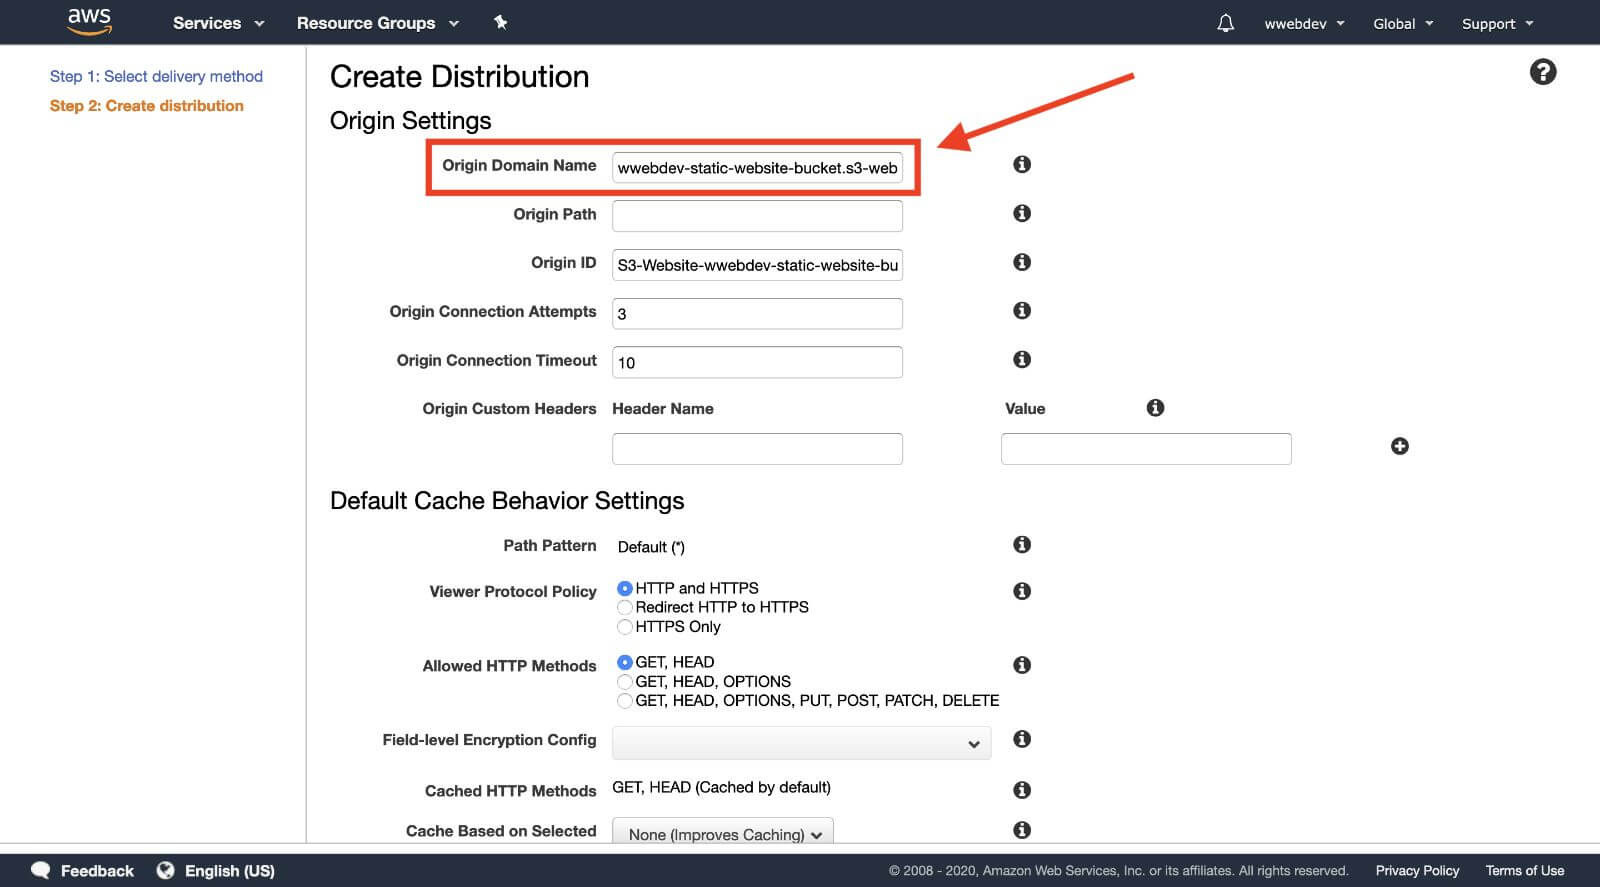 aws Services Resource Groups wwebdev Global Support
Step 1: Select delivery method
Step 2: Create distribution
Create Distribution
Origin Settings
Origin Domain Name wwebdev-static-website-bucket.s3-web
Origin Path
Origin ID S3-Website-wwebdev-static-website-bu
Origin Connection Attempts 3
Origin Connection Timeout 10
Origin Custom Headers Header Name Value
Default Cache Behavior Settings
Path Pattern Default (*)
Viewer Protocol Policy HTTP and HTTPS
Redirect HTTP to HTTPS
HTTPS Only
Allowed HTTP Methods GET, HEAD
GET, HEAD, OPTIONS
GET, HEAD, OPTIONS, PUT, POST, PATCH, DELETE
Field-level Encryption Config
Cached HTTP Methods GET, HEAD (Cached by default)
Cache Based on Selected None (Improves Caching)
Feedback English (US) © 2008 - 2020, Amazon Web Services, Inc. or its affiliates. All rights reserved. Privacy Policy Terms of Use